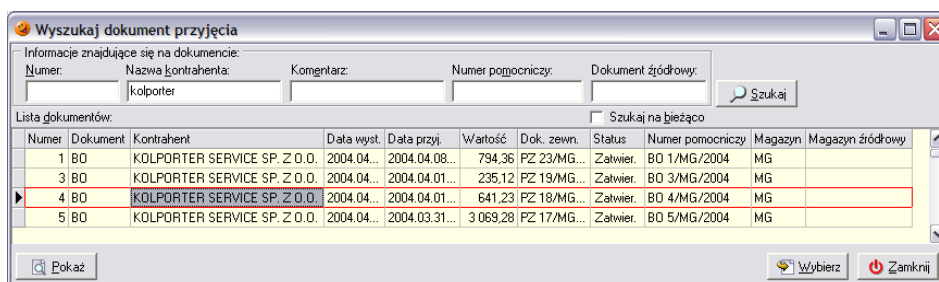 Wyszukaj dokument przyjęcia
Informacje znajdujące się na dokumencie:
Numer: Nazwa kontrahenta: Komentarz: Numer pomocniczy: Dokument źródłowy:
kolporter Szukaj
Lista dokumentów: Szukaj na bieżąco
Numer Dokument Kontrahent Data wyst. Data przyj. Wartość Dok. zewn. Status Numer pomocniczy Magazyn Magazyn źródłowy
1 BO KOLPORTER SERVICE SP. Z O.O. 2004.04... 2004.04.08... 794,36 PZ 23/MG... Zatwier. BO 1/MG/2004 MG
3 BO KOLPORTER SERVICE SP. Z O.O. 2004.04... 2004.04.01... 235,12 PZ 19/MG... Zatwier. BO 3/MG/2004 MG
4 BO KOLPORTER SERVICE SP. Z O.O. 2004.04... 2004.04.01... 641,23 PZ 18/MG... Zatwier. BO 4/MG/2004 MG
5 BO KOLPORTER SERVICE SP. Z O.O. 2004.04... 2004.03.31... 3 069,28 PZ 17/MG... Zatwier. BO 5/MG/2004 MG
Pokaż Wybierz Zamknij